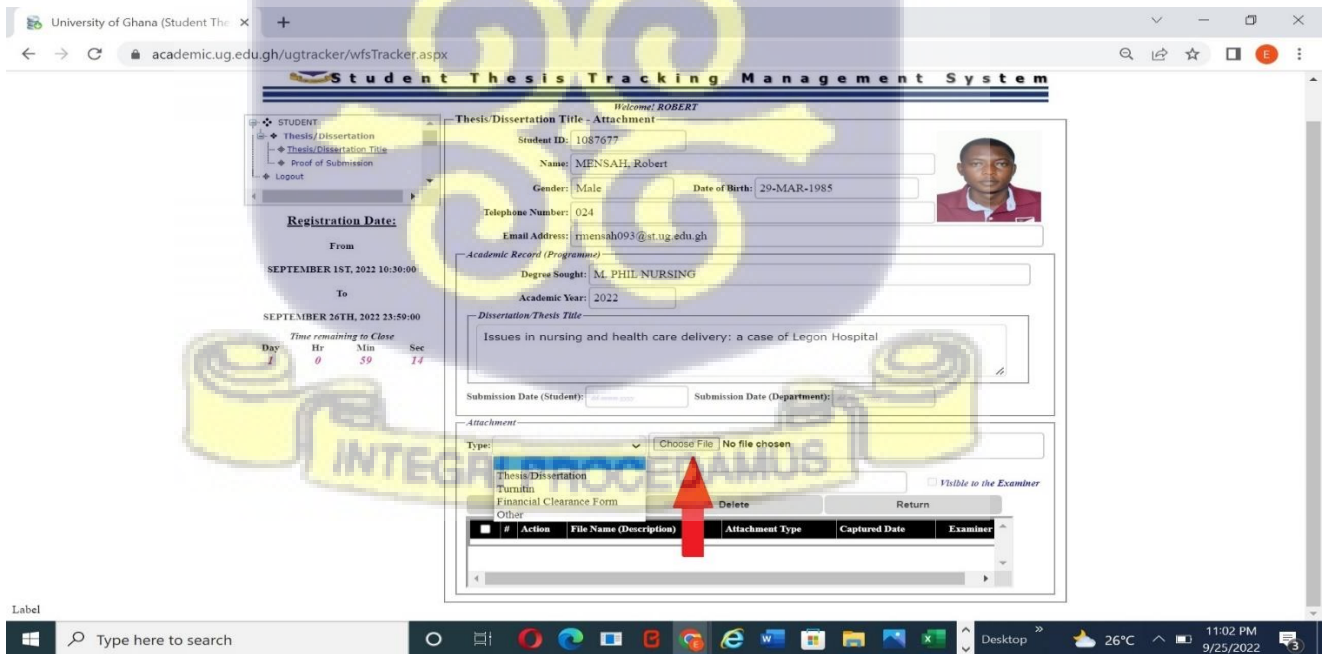 University of Ghana (Student The
academic.ug.edu.gh/ugtracker/wfsTracker.aspx
E
Student Thesis Tracking Management System
Welcome! ROBERT
STUDENT
Thesis/Dissertation
Thesis/Dissertation Title
Proof of Submission
Logout
Registration Date:
From
SEPTEMBER 1ST, 2022 10:30:00
To
SEPTEMBER 26TH, 2022 23:59:00
Time remaining to Close
Day Hr Min Sec
1 0 59 14
Thesis/Dissertation Title - Attachment
Student ID: 1087677
Name: MENSAH, Robert
Gender: Male Date of Birth: 29-MAR-1985
Telephone Number: 024
Email Address: rmensah093@st.ug.edu.gh
Academic Record (Programme)
Degree Sought: M. PHIL NURSING
Academic Year: 2022
Dissertation/Thesis Title
Issues in nursing and health care delivery: a case of Legon Hospital
Submission Date (Student): Submission Date (Department):
Attachment
Type: Choose File No file chosen
INTEGRI PROCEDAMUS
Thesis/Dissertation
Turnitin
Financial Clearance Form
Other
Visible to the Examiner
Delete Return
# Action File Name (Description) Attachment Type Captured Date Examiner
Label
Type here to search
Desktop
26°C
11:02 PM
9/25/2022
3